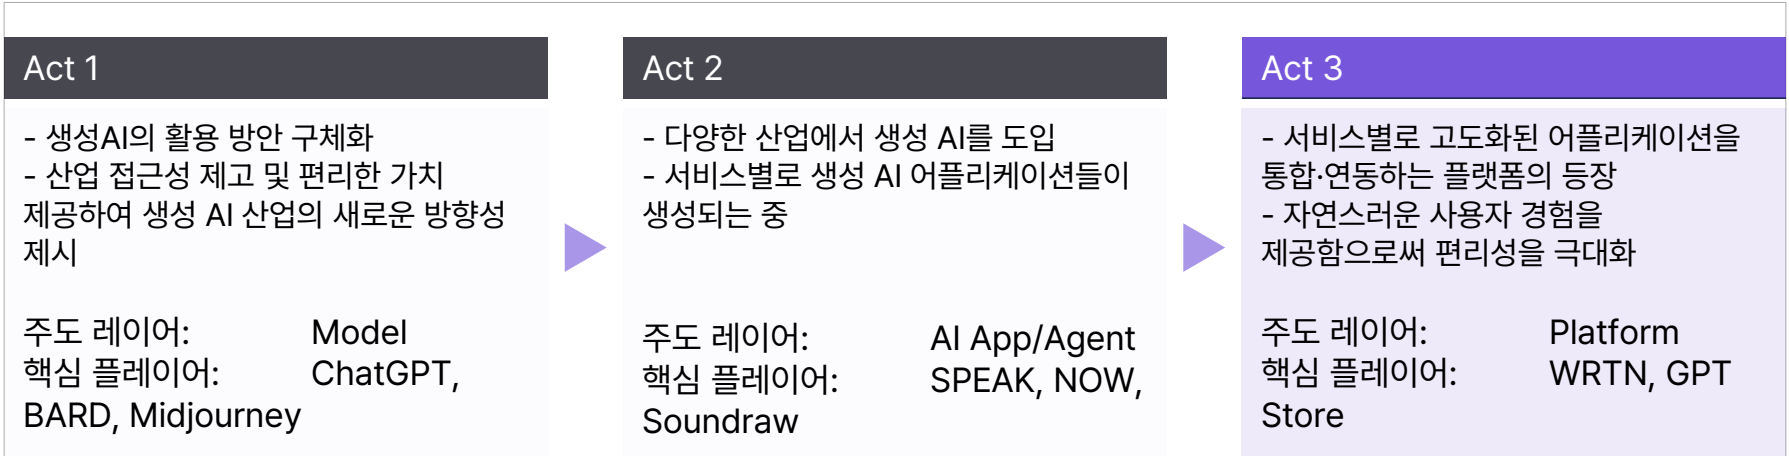 Act 1
- 생성AI의 활용 방안 구체화
- 산업 접근성 제고 및 편리한 가치
제공하여 생성 AI 산업의 새로운 방향성
제시
주도 레이어: Model
핵심 플레이어: ChatGPT,
BARD, Midjourney
Act 2
- 다양한 산업에서 생성 AI를 도입
- 서비스별로 생성 AI 어플리케이션들이
생성되는 중
주도 레이어: AI App/Agent
핵심 플레이어: SPEAK, NOW,
Soundraw
Act 3
- 서비스별로 고도화된 어플리케이션을
통합·연동하는 플랫폼의 등장
- 자연스러운 사용자 경험을
제공함으로써 편리성을 극대화
주도 레이어: Platform
핵심 플레이어: WRTN, GPT
Store